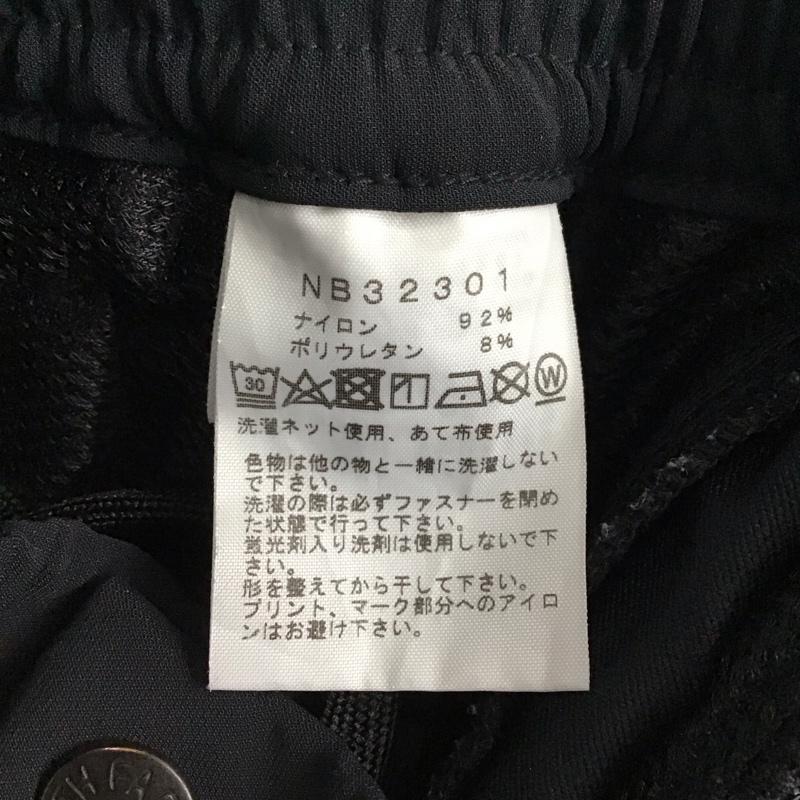 NB32301
ナイロン 92%
ポリウレタン 8%
30 W
洗濯ネット使用、あて布使用
色物は他の物と一緒に洗濯しない
で下さい。
洗濯の際は必ずファスナーを閉め
た状態で行って下さい。
蛍光剤入り洗剤は使用しないで下
さい。
形を整えてから干して下さい。
プリント、マーク部分へのアイロ
ンはお避け下さい。